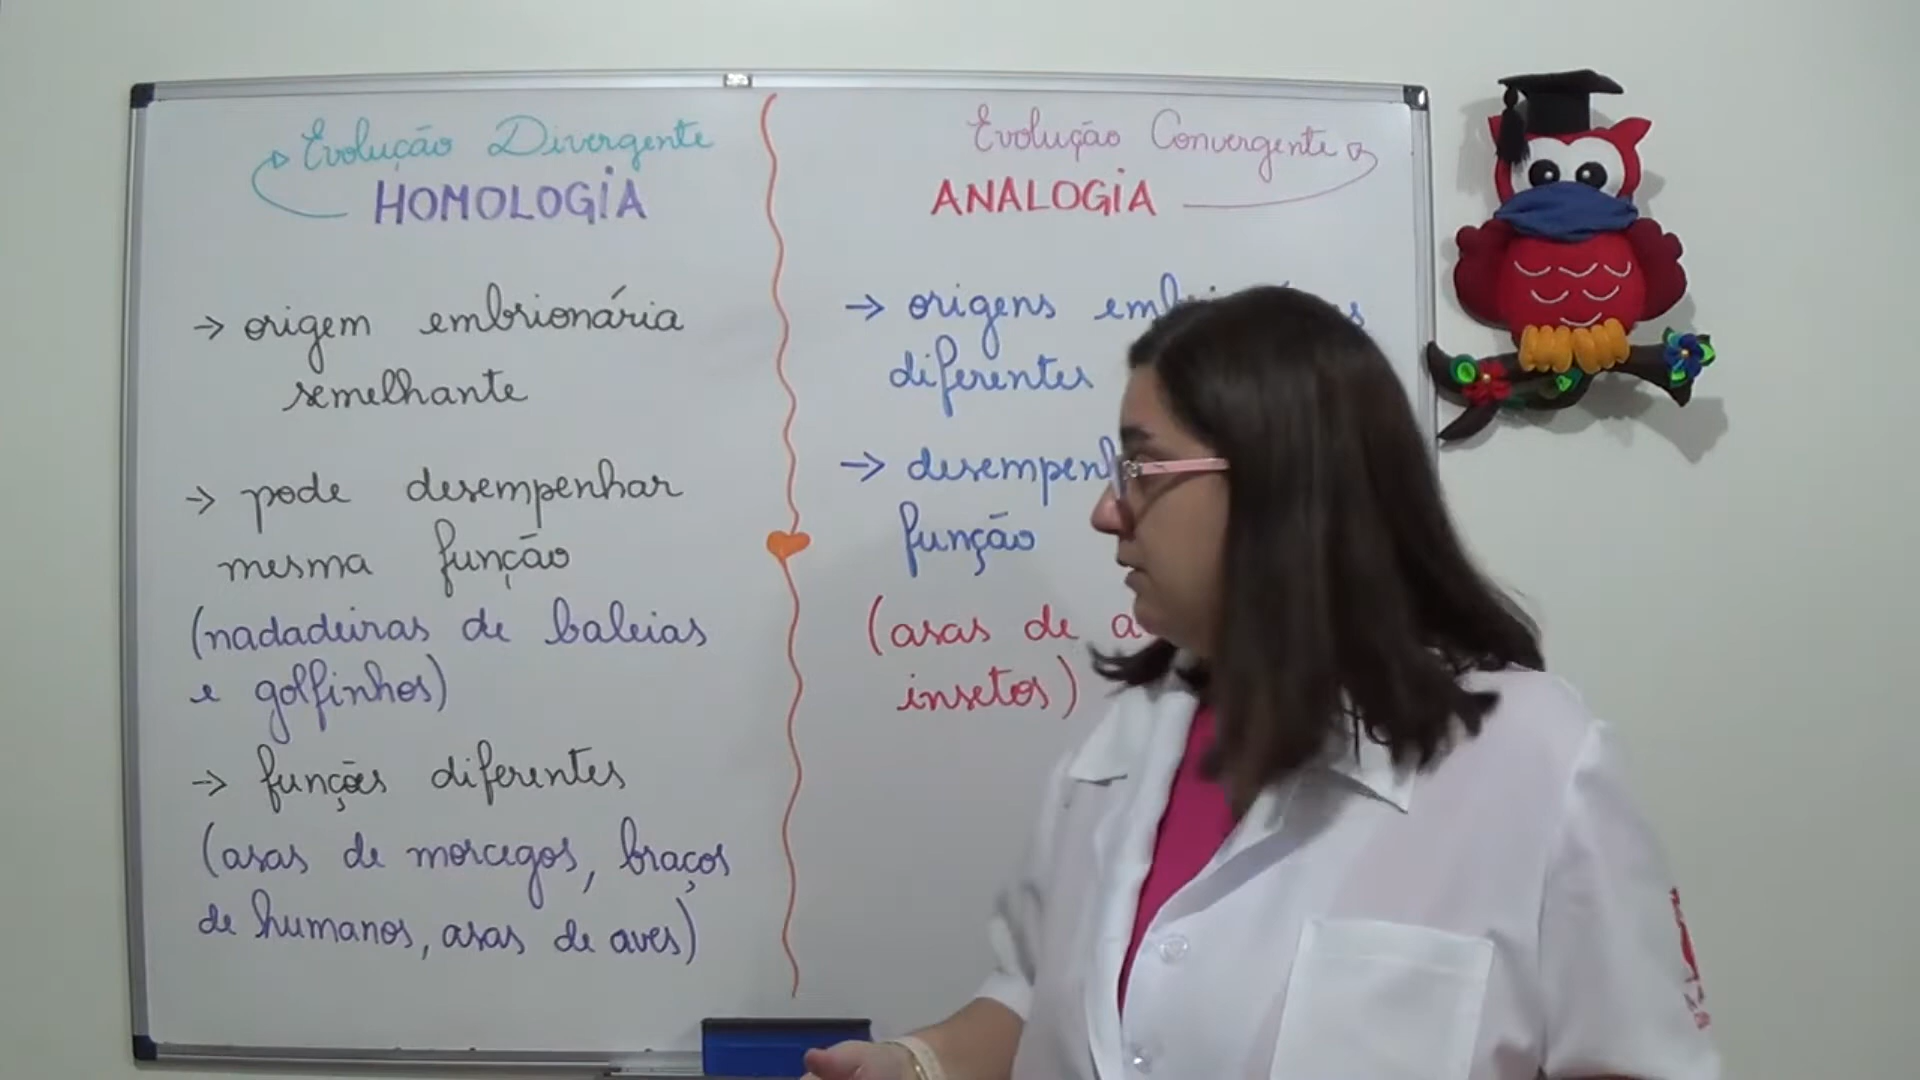 Evolução Divergente
HOMOLOGIA
→ origem embrionária
semelhante
→ pode desempenhar
mesma função
(nadadeiras de baleias
e golfinhos)
→ funções diferentes
(asas de morcegos, braços
de humanos, asas de aves)
Evolução Convergente
ANALOGIA
→ origens
diferentes
→
função
(asas de
insetos)